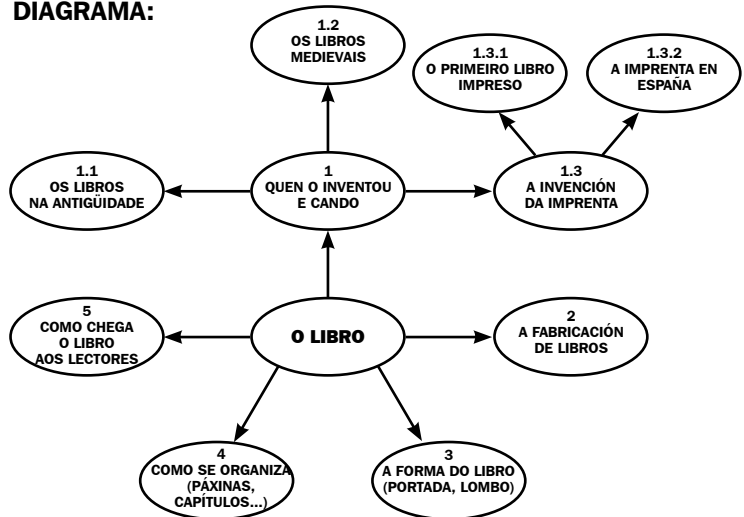 DIAGRAMA:
1.2
OS LIBROS
MEDIEVAIS
1.3.1
O PRIMEIRO LIBRO
IMPRESO
1.3.2
A IMPRENTA EN
ESPAÑA
1.1
OS LIBROS
NA ANTIGÜIDADE
1
QUEN O INVENTOU
E CANDO
1.3
A INVENCIÓN
DA IMPRENTA
5
COMO CHEGA
O LIBRO
AOS LECTORES
O LIBRO
2
A FABRICACIÓN
DE LIBROS
4
COMO SE ORGANIZA
(PÁXINAS,
CAPÍTULOS...)
3
A FORMA DO LIBRO
(PORTADA, LOMBO)